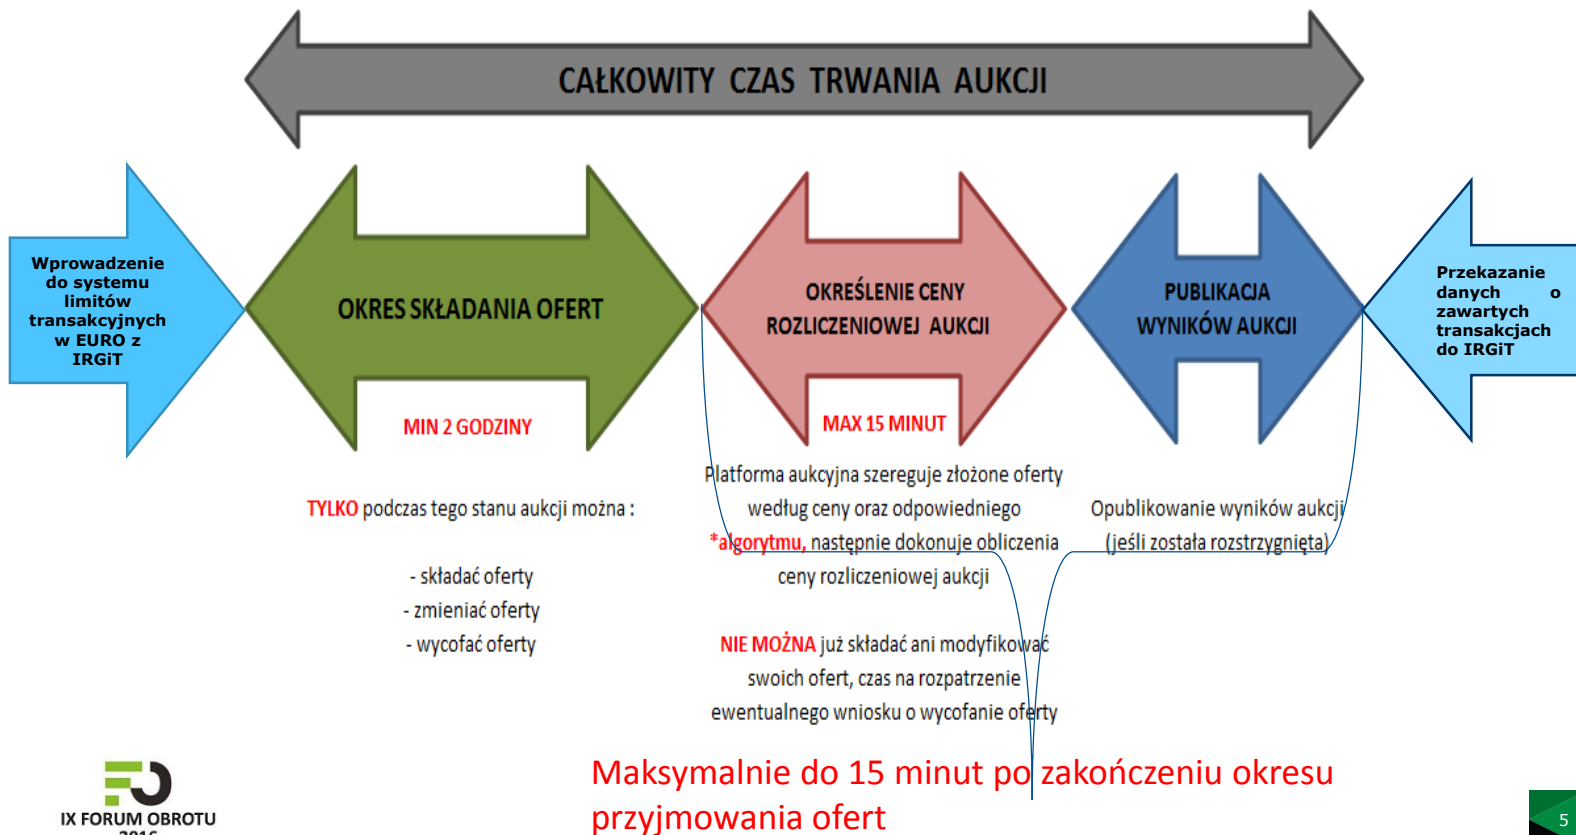 CAŁKOWITY CZAS TRWANIA AUKCJI
Wprowadzenie
do systemu
limitów
transakcyjnych
w EURO z
IRGiT
OKRES SKŁADANIA OFERT
OKREŚLENIE CENY
ROZLICZENIOWEJ AUKCJI
PUBLIKACJA
WYNIKÓW AUKCJI
Przekazanie
danych o
zawartych
transakcjach
do IRGiT
MIN 2 GODZINY
TYLKO podczas tego stanu aukcji można :
- składać oferty
- zmieniać oferty
- wycofać oferty
MAX 15 MINUT
Platforma aukcyjna szereguje złożone oferty
według ceny oraz odpowiedniego
*algorytmu, następnie dokonuje obliczenia
ceny rozliczeniowej aukcji
NIE MOŻNA już składać ani modyfikować
swoich ofert, czas na rozpatrzenie
ewentualnego wniosku o wycofanie oferty
Opublikowanie wyników aukcji
(jeśli została rozstrzygnięta)
Maksymalnie do 15 minut po zakończeniu okresu
przyjmowania ofert
IX FORUM OBROTU
2016
5